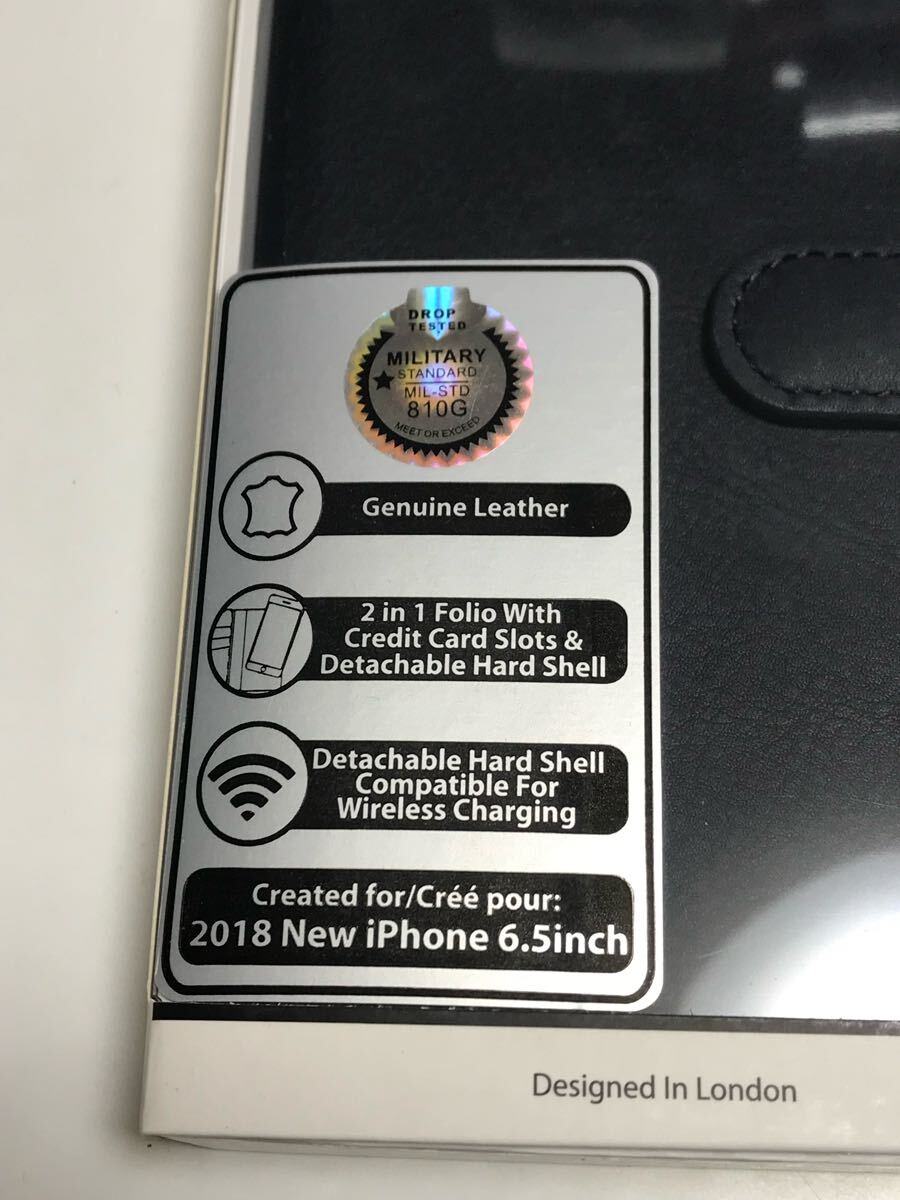 DROP
TESTED
MILITARY
STANDARD
MIL-STD
810G
MEET OR EXCEED
Genuine Leather
2 in 1 Folio With
Credit Card Slots &
Detachable Hard Shell
Detachable Hard Shell
Compatible For
Wireless Charging
Created for/Créé pour:
2018 New iPhone 6.5inch
Designed In London